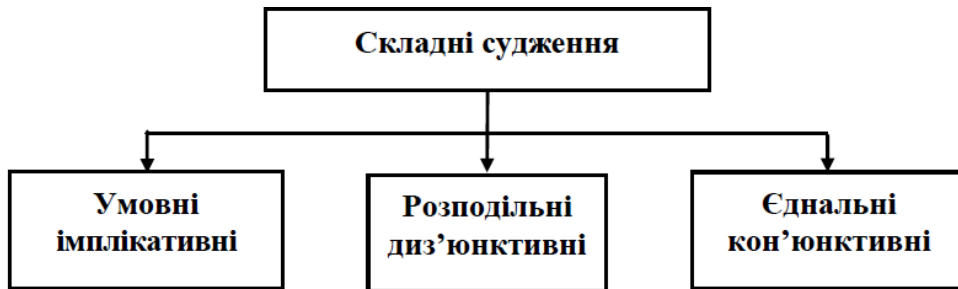 Складні судження
Умовні
імплікативні
Розподільні
диз’юнктивні
Єднальні
кон’юнктивні